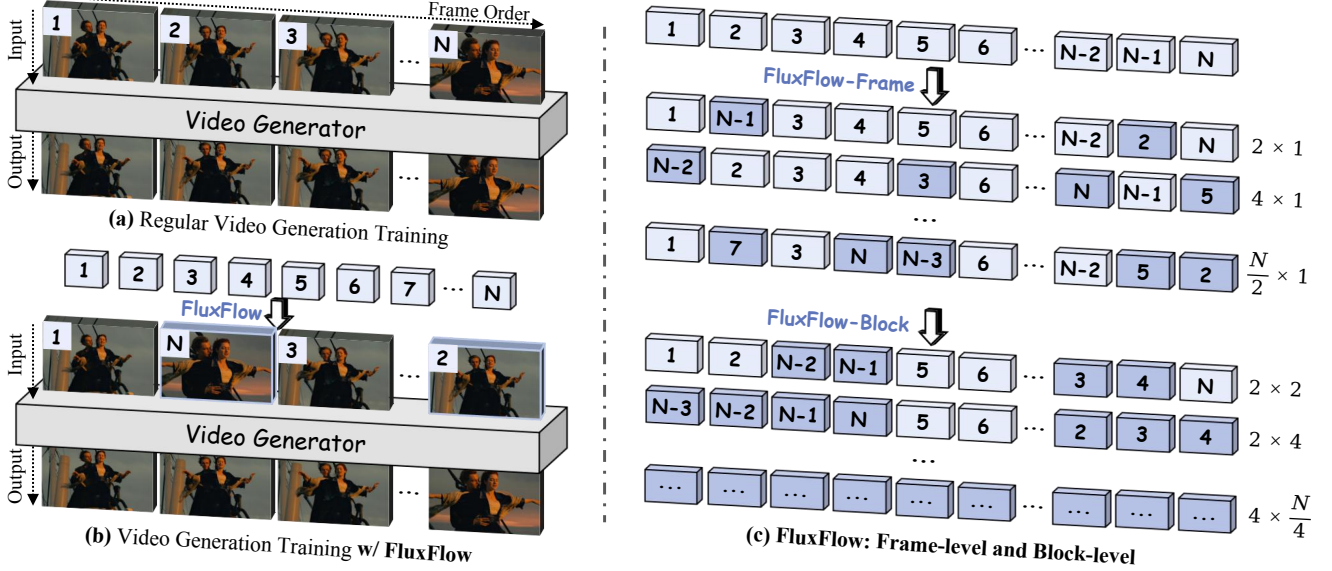 Frame Order
Input
1 2 3 ... N
Video Generator
Output
...
(a) Regular Video Generation Training
1 2 3 4 5 6 7 ... N
FluxFlow
Input
1 N 3 ... 2
Video Generator
Output
...
(b) Video Generation Training w/ FluxFlow
1 2 3 4 5 6 ... N-2 N-1 N
FluxFlow-Frame
1 N-1 3 4 5 6 ... N-2 2 N 2 × 1
N-2 2 3 4 3 6 ... N N-1 5 4 × 1
...
1 7 3 N N-3 6 ... N-2 5 2 N/2 × 1
FluxFlow-Block
1 2 N-2 N-1 5 6 ... 3 4 N 2 × 2
N-3 N-2 N-1 N 5 6 ... 2 3 4 2 × 4
...
... ... ... ... ... ... ... ... ... ... 4 × N/4
(c) FluxFlow: Frame-level and Block-level